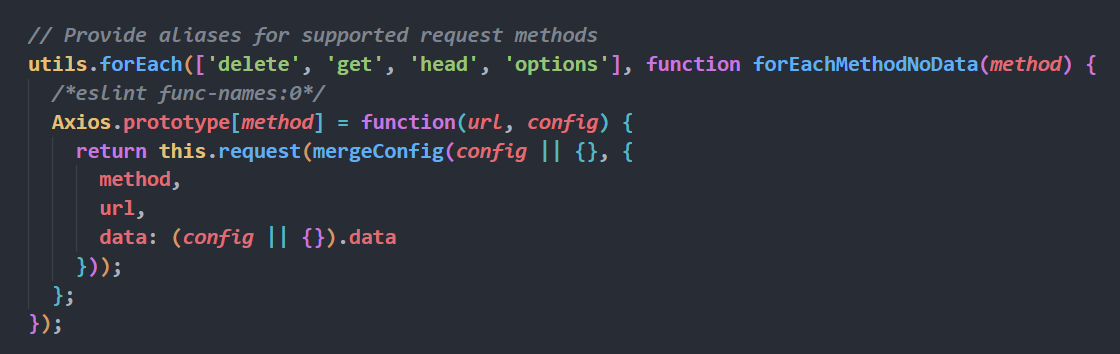 // Provide aliases for supported request methods
utils.forEach(['delete', 'get', 'head', 'options'], function forEachMethodNoData(method) {
  /*eslint func-names:0*/
  Axios.prototype[method] = function(url, config) {
    return this.request(mergeConfig(config || {}, {
      method,
      url,
      data: (config || {}).data
    }));
  };
});